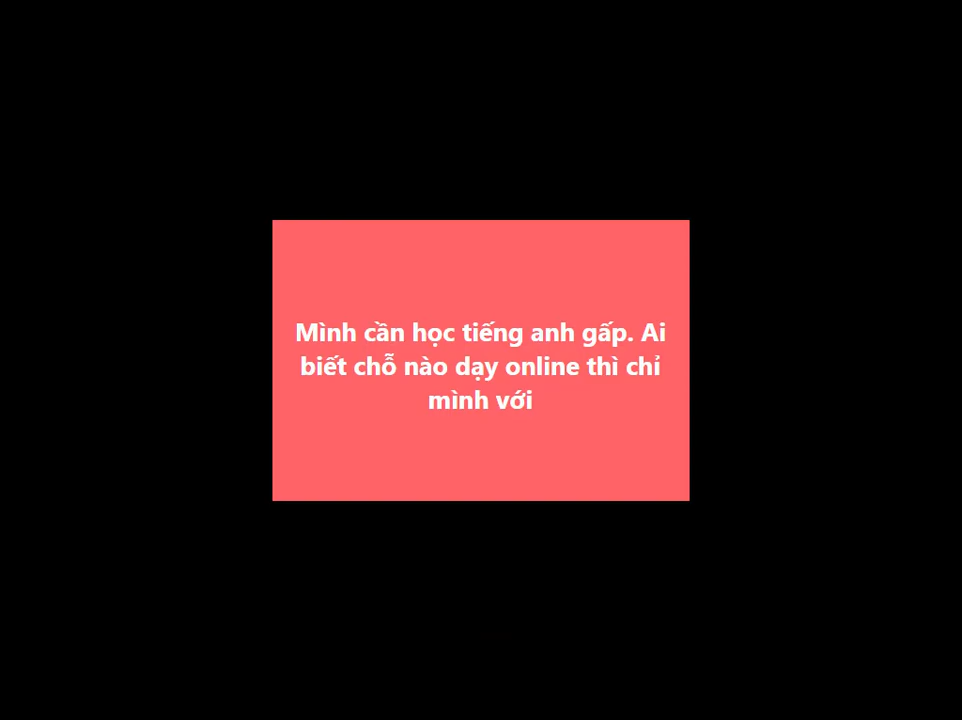 Mình cần học tiếng anh gấp. Ai
biết chỗ nào dạy online thì chỉ
mình với